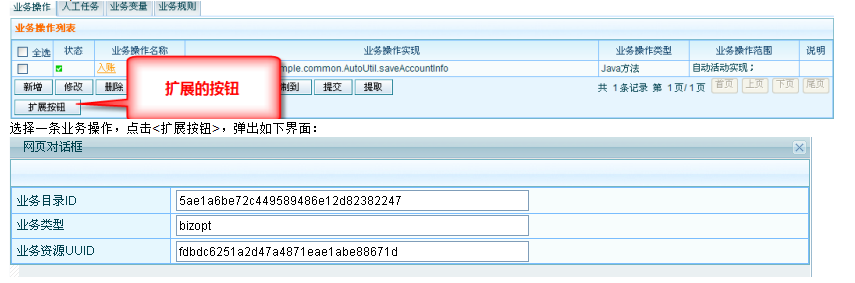 业务操作 人工任务 业务变量 业务规则
业务操作列表
全选 状态 业务操作名称 业务操作实现 业务操作类型 业务操作范围 说明
入账 mple.common.AutoUtil.saveAccountInfo Java方法 自动活动实现;
新增 修改 删除 制到 提交 提取 共 1条记录 第 1页/1页 首页 上页 下页 尾页
扩展的按钮
扩展按钮
选择一条业务操作，点击<扩展按钮>，弹出如下界面：
网页对话框
业务目录ID 5ae1a6be72c449589486e12d82382247
业务类型 bizopt
业务资源UUID fdbdc6251a2d47a4871eae1abe88671d